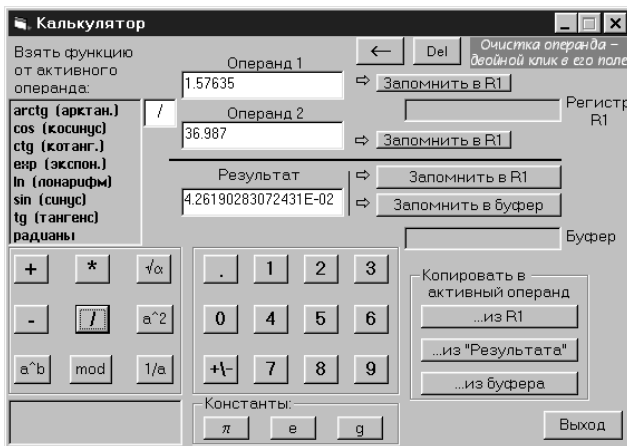 Калькулятор
Взять функцию
от активного
операнда:
arctg (арктан.)
cos (косинус)
ctg (котанг.)
exp (экспон.)
ln (лонарифм)
sin (синус)
tg (тангенс)
радианы
/
Операнд 1
1.57635
Операнд 2
36.987
Результат
4.26190283072431E-02
← Del
Очистка операнда –
двойной клик в его поле
⇨ Запомнить в R1
Регистр
R1
⇨ Запомнить в R1
⇨ Запомнить в R1
⇨ Запомнить в буфер
Буфер
+ * √α
- / a^2
a^b mod 1/a
. 1 2 3
0 4 5 6
+\- 7 8 9
Константы:
π e g
Копировать в
активный операнд
...из R1
...из "Результата"
...из буфера
Выход